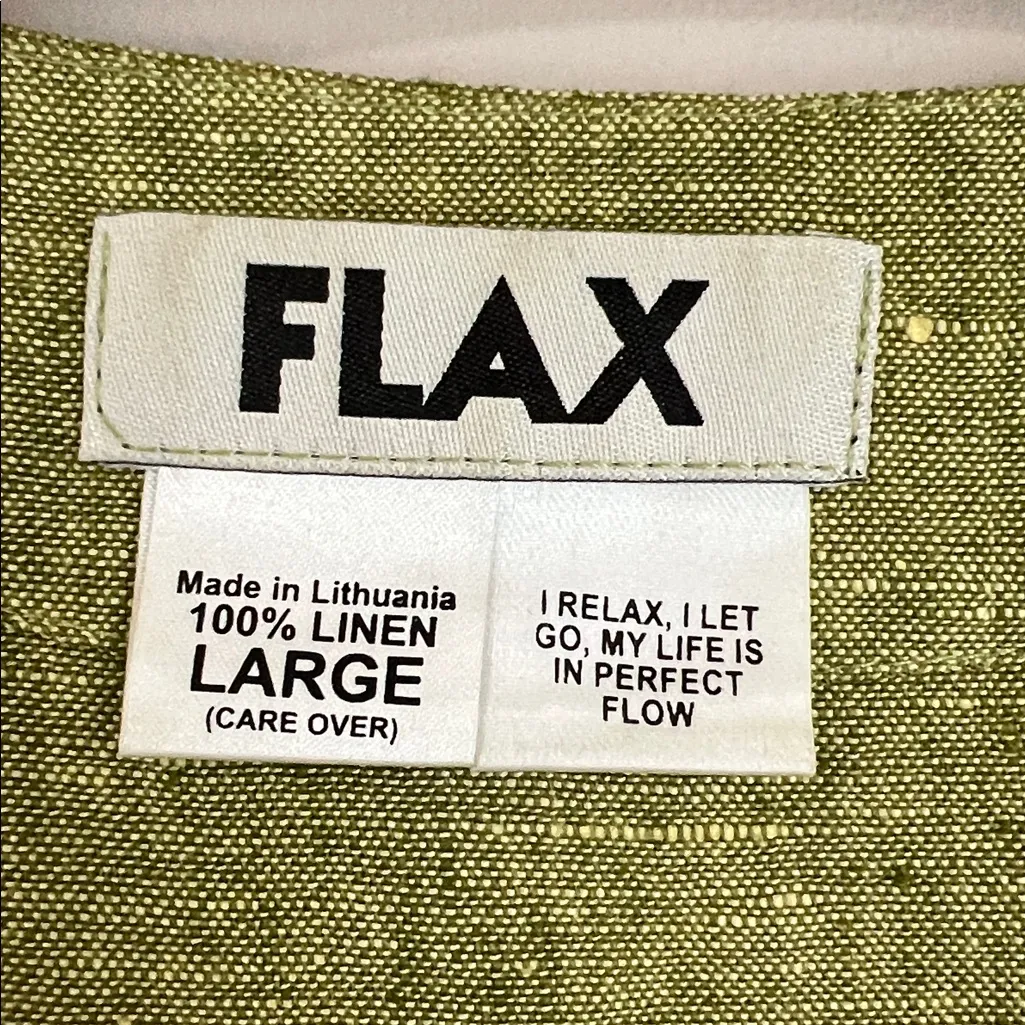 FLAX
Made in Lithuania
100% LINEN
LARGE
(CARE OVER)
I RELAX, I LET
GO, MY LIFE IS
IN PERFECT
FLOW